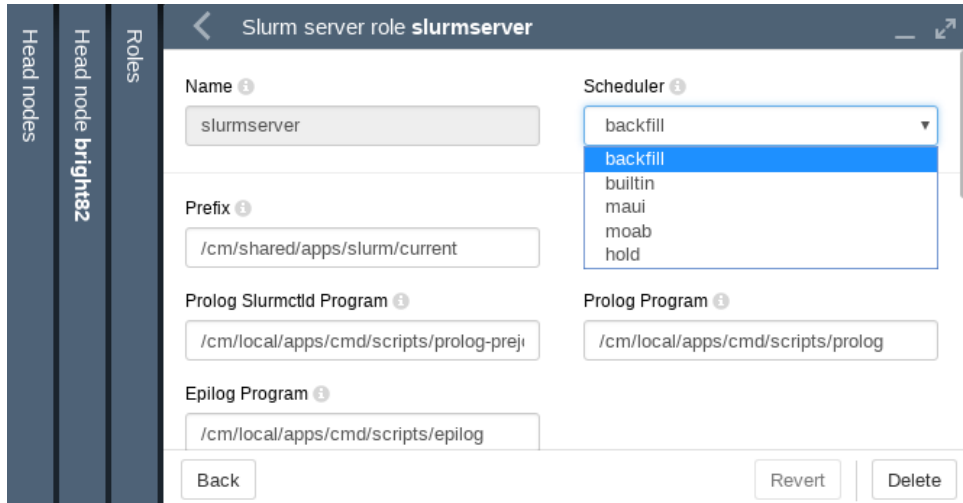 Head nodes
Head node bright82
Roles
Slurm server role slurmserver
Name
Scheduler
slurmserver
backfill
backfill
builtin
maui
moab
hold
Prefix
/cm/shared/apps/slurm/current
Prolog Slurmctld Program
Prolog Program
/cm/local/apps/cmd/scripts/prolog-prej
/cm/local/apps/cmd/scripts/prolog
Epilog Program
/cm/local/apps/cmd/scripts/epilog
Back
Revert
Delete